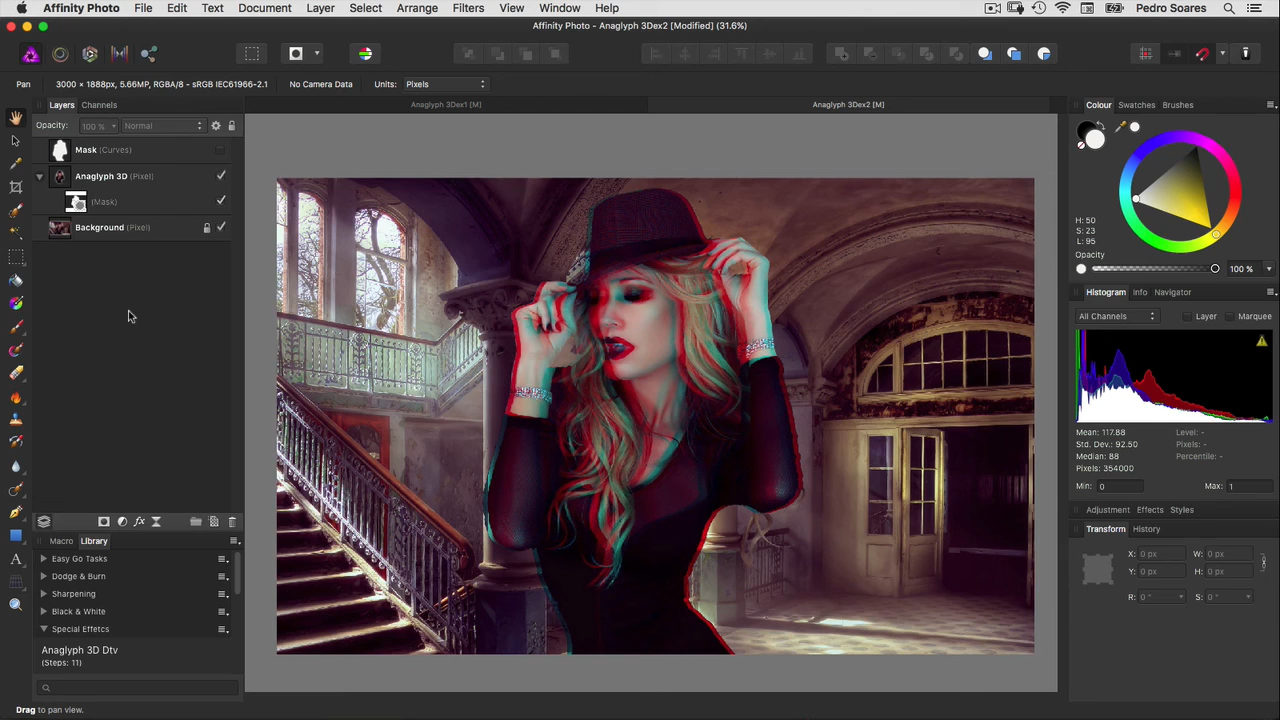 Affinity Photo File Edit Text Document Layer Select Arrange Filters View Window Help Pedro Soares
Affinity Photo - Anaglyph 3Dex2 [Modified] (31.6%)
Pan 3000 × 1888px, 5.66MP, RGBA/8 - sRGB IEC61966-2.1 No Camera Data Units: Pixels
Layers Channels Anaglyph 3Dex1 [M] Anaglyph 3Dex2 [M]
Opacity: 100 % Normal
Mask (Curves)
Anaglyph 3D (Pixel)
(Mask)
Background (Pixel)
Macro Library
Easy Go Tasks
Dodge & Burn
Sharpening
Black & White
Special Effetcs
Anaglyph 3D Dtv
(Steps: 11)
Drag to pan view.
Colour Swatches Brushes
H: 50
S: 23
L: 95
Opacity
100 %
Histogram Info Navigator
All Channels Layer Marquee
Mean: 117.88 Level: -
Std. Dev.: 92.50 Pixels: -
Median: 88 Percentile: -
Pixels: 354000
Min: 0 Max: 1
Adjustment Effects Styles
Transform History
X: 0 px W: 0 px
Y: 0 px H: 0 px
R: 0 ° S: 0 °